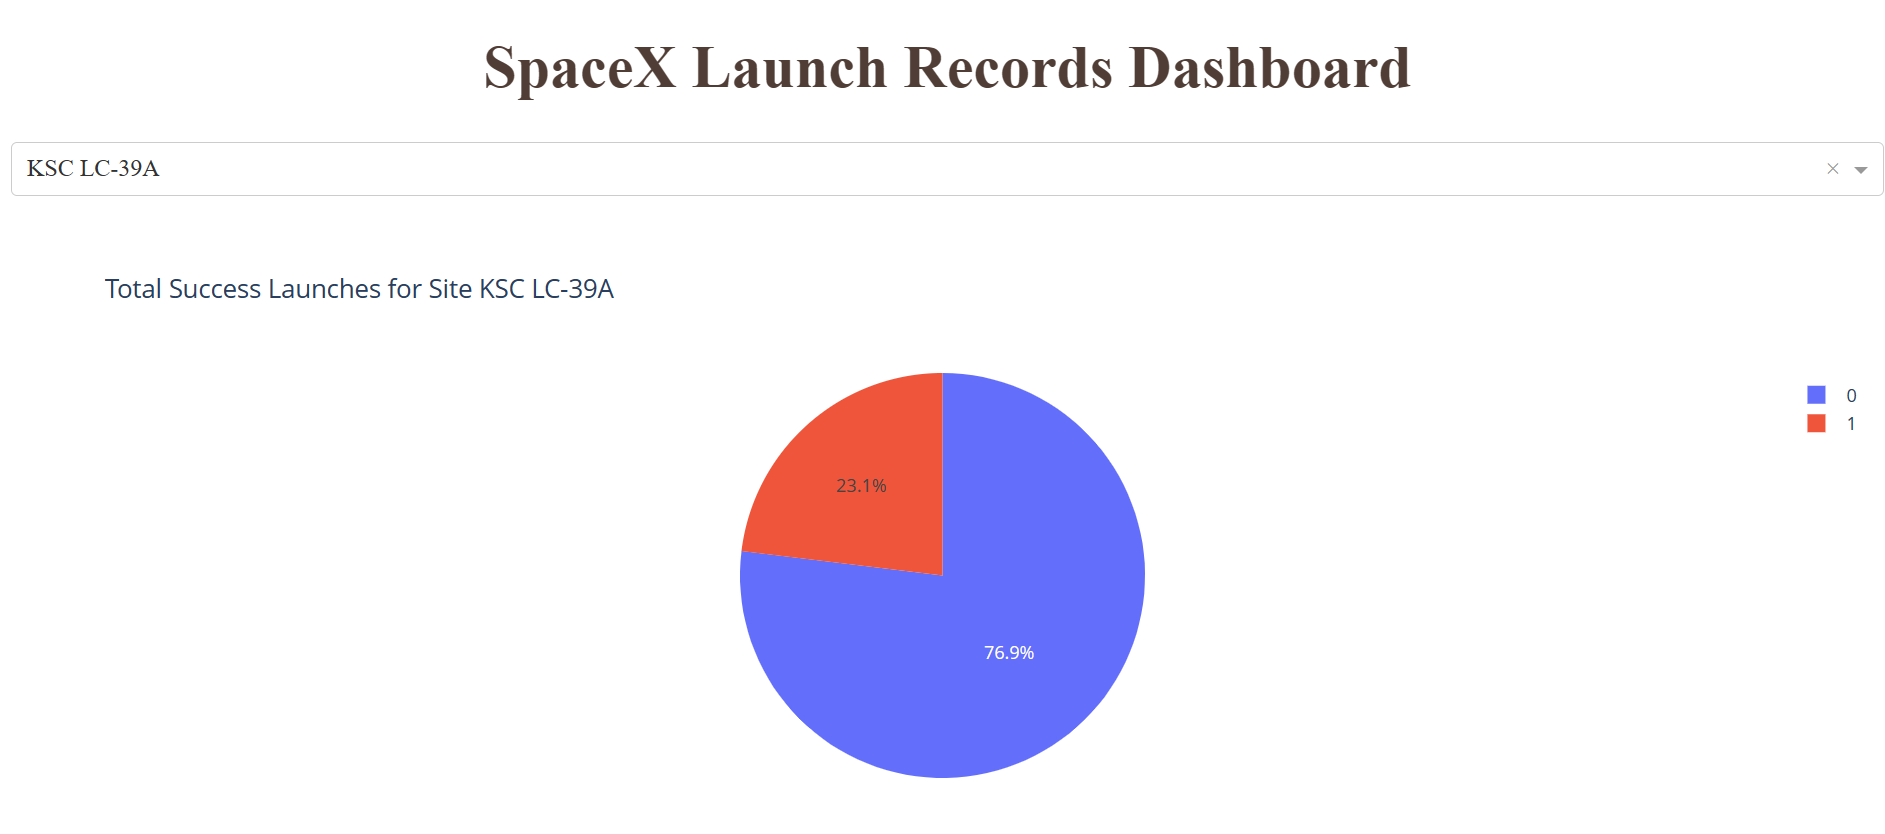 SpaceX Launch Records Dashboard
KSC LC-39A
Total Success Launches for Site KSC LC-39A
0
1
23.1%
76.9%